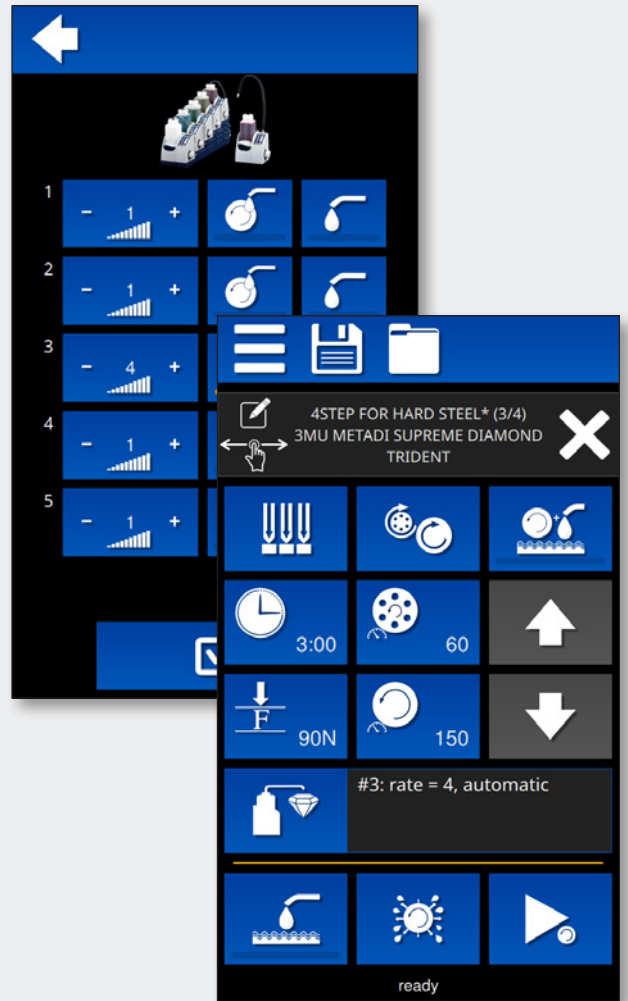 1
- 1 +
2
- 1 +
3
- 4 +
4
- 1 +
5
- 1 +
4STEP FOR HARD STEEL* (3/4)
3MU METADI SUPREME DIAMOND
TRIDENT
3:00
60
F
90N
150
#3: rate = 4, automatic
ready